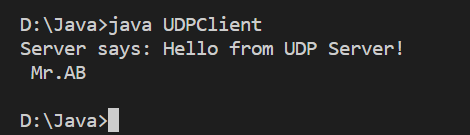 D:\Java>java UDPClient
Server says: Hello from UDP Server!
 Mr.AB
D:\Java>